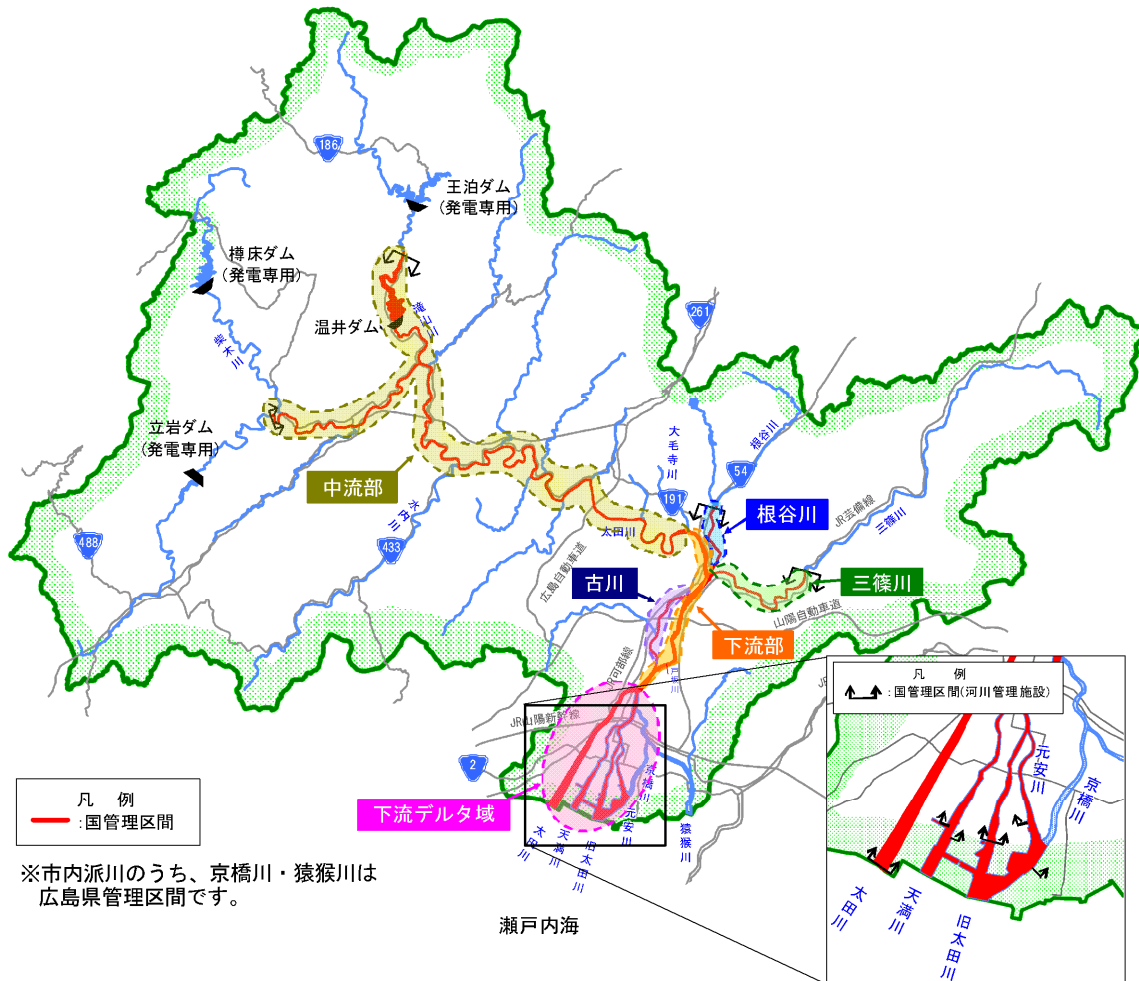 186
王泊ダム
(発電専用)
樽床ダム
(発電専用)
温井ダム
滝山川
261
柴木川
立岩ダム
(発電専用)
大毛寺川
根谷川
54
中流部
191
根谷川
JR芸備線
三篠川
水内川
太田川
488
433
広島自動車道
古川
三篠川
山陽自動車道
下流部
戸坂川
JR可部線
凡 例
:国管理区間(河川管理施設)
JR山陽新幹線
2
元安川
京橋川
京橋川
凡 例
:国管理区間
下流デルタ域
元安川
太田川
天満川
旧太田川
猿猴川
※市内派川のうち、京橋川・猿猴川は
広島県管理区間です。
太田川
天満川
旧太田川
瀬戸内海